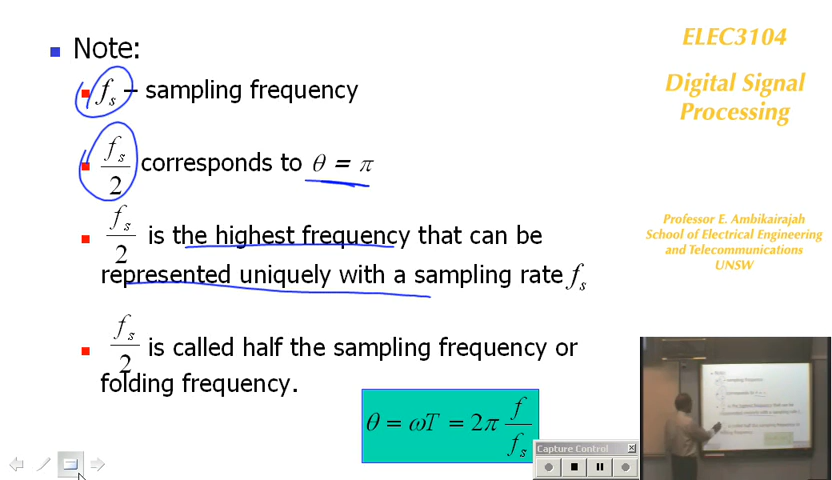 Note:
f_s – sampling frequency
f_s/2 corresponds to θ = π
f_s/2 is the highest frequency that can be
represented uniquely with a sampling rate f_s
f_s/2 is called half the sampling frequency or
folding frequency.
θ = ωT = 2π f/f_s
ELEC3104
Digital Signal
Processing
Professor E. Ambikairajah
School of Electrical Engineering
and Telecommunications
UNSW
Capture Control